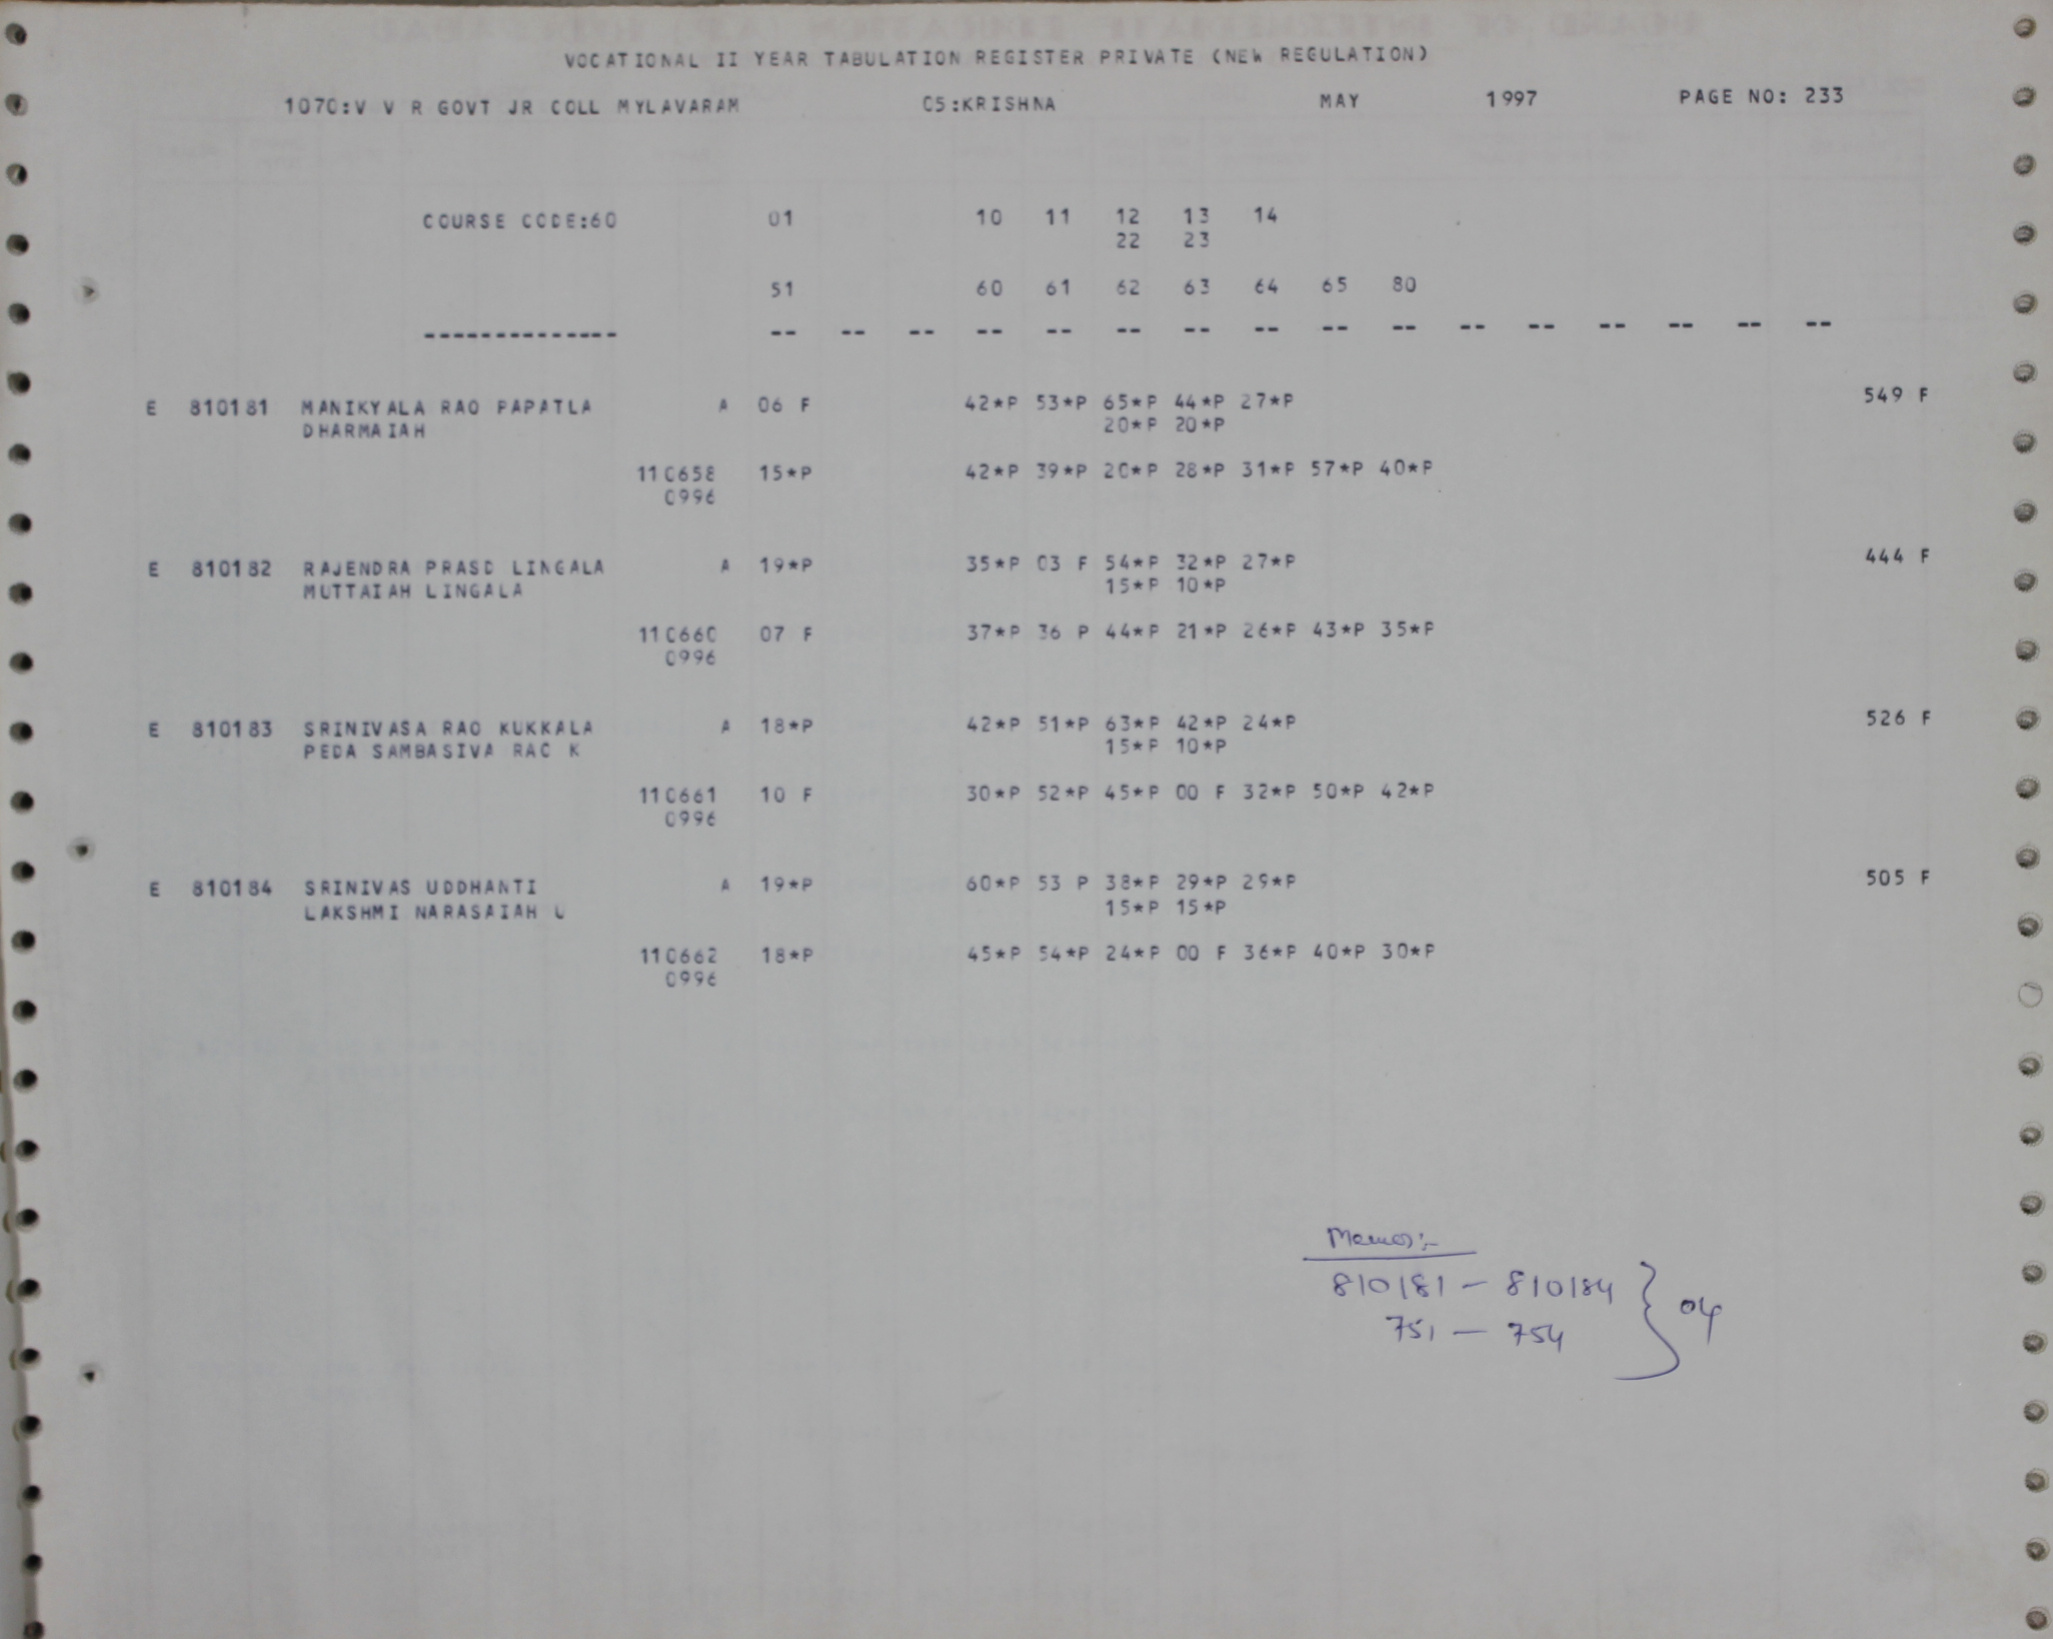 VOCATIONAL II YEAR TABULATION REGISTER PRIVATE (NEW REGULATION)
1070:V V R GOVT JR COLL MYLAVARAM 05:KRISHNA MAY 1997 PAGE NO: 233
COURSE CODE:60 01 10 11 12 13 14
22 23
51 60 61 62 63 64 65 80
-------------- -- -- -- -- -- -- -- -- -- -- -- -- -- -- -- --
E 810181 MANIKYALA RAO PAPATLA A 06 F 42*P 53*P 65*P 44*P 27*P 549 F
DHARMAIAH 20*P 20*P
110658 15*P 42*P 39*P 20*P 28*P 31*P 57*P 40*P
0996
E 810182 RAJENDRA PRASD LINGALA A 19*P 35*P 03 F 54*P 32*P 27*P 444 F
MUTTAIAH LINGALA 15*P 10*P
110660 07 F 37*P 36 P 44*P 21*P 26*P 43*P 35*P
0996
E 810183 SRINIVASA RAO KUKKALA A 18*P 42*P 51*P 63*P 42*P 24*P 526 F
PEDA SAMBASIVA RAO K 15*P 10*P
110661 10 F 30*P 52*P 45*P 00 F 32*P 50*P 42*P
0996
E 810184 SRINIVAS UDDHANTI A 19*P 60*P 53 P 38*P 29*P 29*P 505 F
LAKSHMI NARASAIAH U 15*P 15*P
110662 18*P 45*P 54*P 24*P 00 F 36*P 40*P 30*P
0996
Memos:-
810181 - 810184
751 - 754 } 04